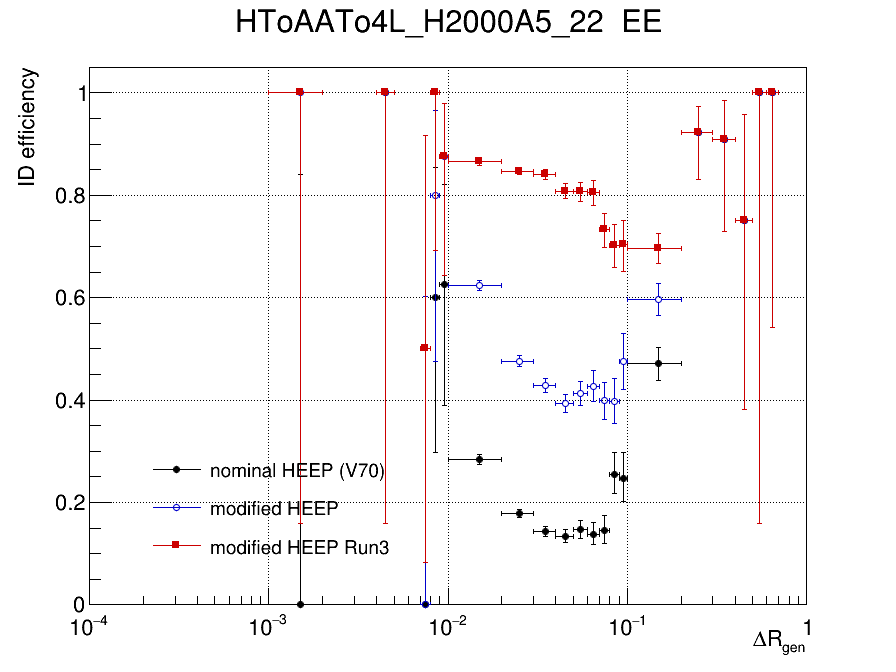 HToAATo4L_H2000A5_22 EE
ID efficiency
1
0.8
0.6
0.4
0.2
0
nominal HEEP (V70)
modified HEEP
modified HEEP Run3
10⁻⁴ 10⁻³ 10⁻² 10⁻¹ 1
ΔR_gen